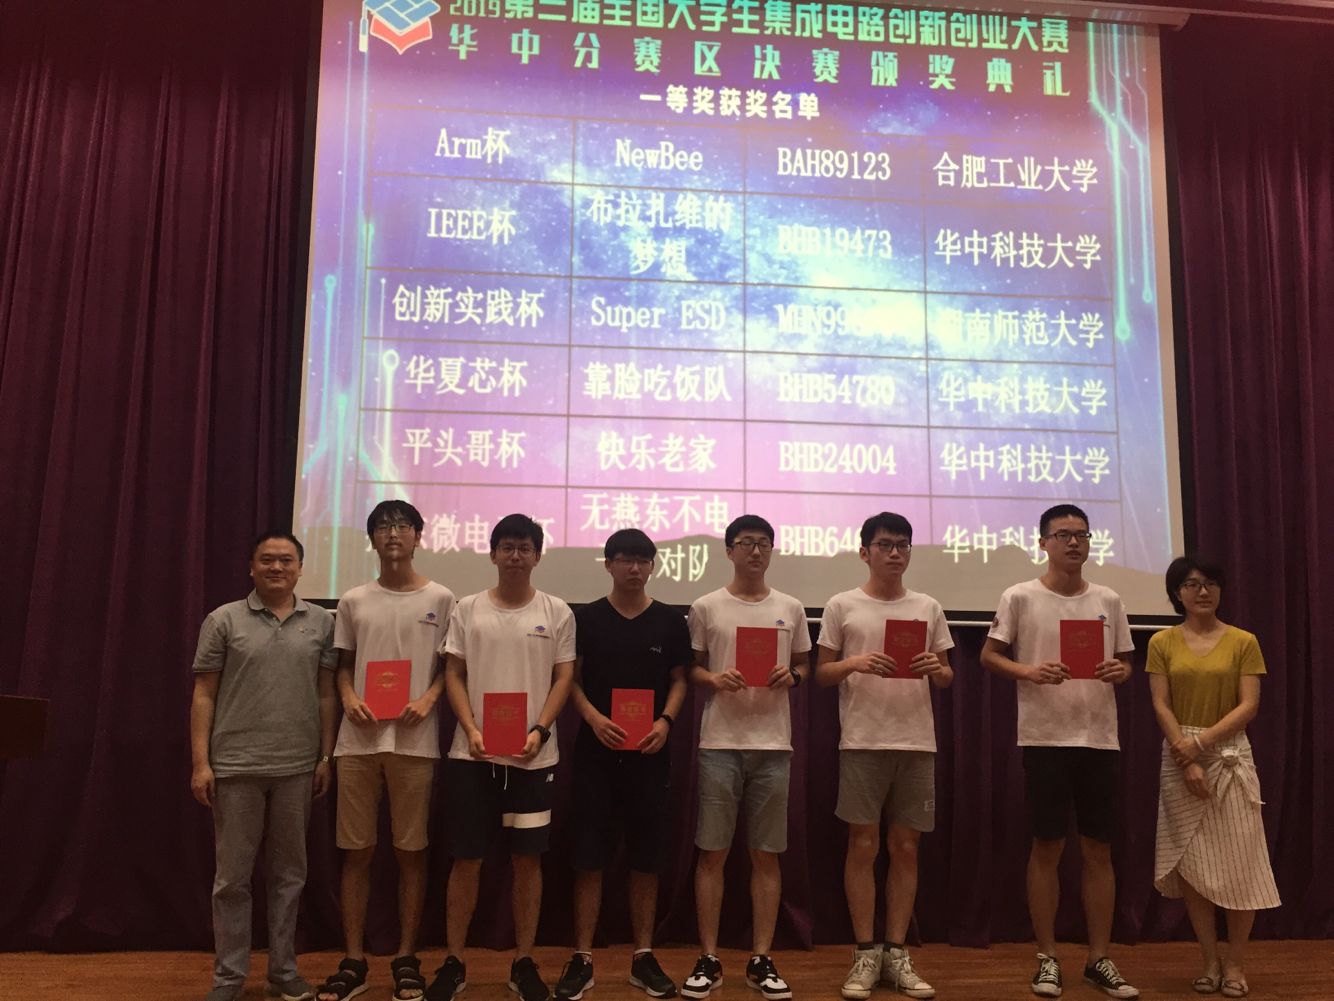 2019第三届全国大学生集成电路创新创业大赛
华中分赛区决赛颁奖典礼
一等奖获奖名单
Arm杯 NewBee BAH89123 合肥工业大学
IEEE杯 布拉扎维的梦想 BHB19473 华中科技大学
创新实践杯 Super ESD 南师范大学
华夏芯杯 靠脸吃饭队 BHB54780 华中科技大学
平头哥杯 快乐老家 BHB24004 华中科技大学
微电 杯 无燕东不电 对队 华中科 学